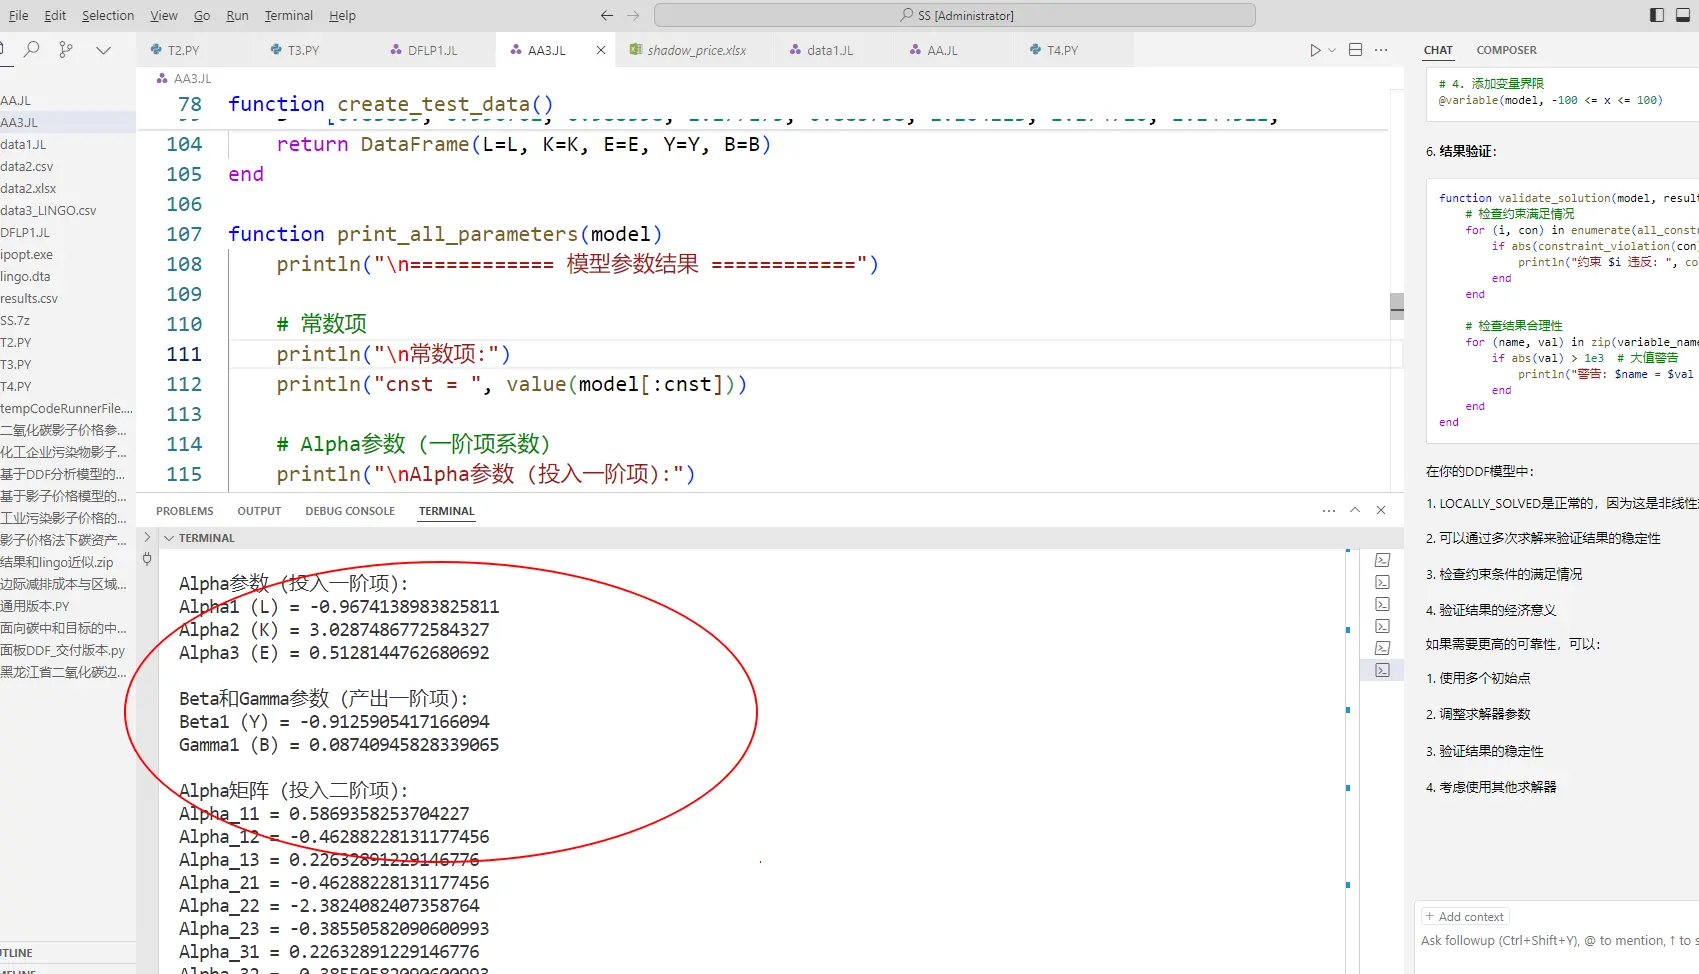 File Edit Selection View Go Run Terminal Help
SS [Administrator]
T2.PY T3.PY DFLP1.JL AA3.JL shadow_price.xlsx data1.JL AA.JL T4.PY
AA3.JL
AA.JL
AA3.JL
data1.JL
data2.csv
data2.xlsx
data3_LINGO.csv
DFLP1.JL
ipopt.exe
lingo.dta
results.csv
SS.7z
T2.PY
T3.PY
T4.PY
tempCodeRunnerFile....
二氧化碳影子价格参...
化工企业污染物影子...
基于DDF分析模型的...
基于影子价格模型的...
工业污染影子价格的...
影子价格法下碳资产...
结果和lingo近似.zip
边际减排成本与区域...
通用版本.PY
面向碳中和目标的中...
面板DDF_交付版本.py
黑龙江省二氧化碳边...
UTLINE
78 function create_test_data()
104 return DataFrame(L=L, K=K, E=E, Y=Y, B=B)
105 end
106
107 function print_all_parameters(model)
108 println("\n============ 模型参数结果 ============")
109
110 # 常数项
111 println("\n常数项:")
112 println("cnst = ", value(model[:cnst]))
113
114 # Alpha参数 (一阶项系数)
115 println("\nAlpha参数 (投入一阶项):")
PROBLEMS OUTPUT DEBUG CONSOLE TERMINAL
TERMINAL
Alpha参数 (投入一阶项):
Alpha1 (L) = -0.9674138983825811
Alpha2 (K) = 3.0287486772584327
Alpha3 (E) = 0.5128144762680692
Beta和Gamma参数 (产出一阶项):
Beta1 (Y) = -0.9125905417166094
Gamma1 (B) = 0.08740945828339065
Alpha矩阵 (投入二阶项):
Alpha_11 = 0.5869358253704227
Alpha_12 = -0.46288228131177456
Alpha_13 = 0.22632891229146776
Alpha_21 = -0.46288228131177456
Alpha_22 = -2.3824082407358764
Alpha_23 = -0.38550582090600993
Alpha_31 = 0.22632891229146776
Alpha_32 = -0.38550582090600993
CHAT COMPOSER
# 4. 添加变量界限
@variable(model, -100 <= x <= 100)
6. 结果验证：
function validate_solution(model, result
# 检查约束满足情况
for (i, con) in enumerate(all_constr
if abs(constraint_violation(con
println("约束 $i 违反: ", co
end
end
# 检查结果合理性
for (name, val) in zip(variable_name
if abs(val) > 1e3 # 大值警告
println("警告: $name = $val
end
end
end
在你的DDF模型中：
1. LOCALLY_SOLVED是正常的，因为这是非线性
2. 可以通过多次求解来验证结果的稳定性
3. 检查约束条件的满足情况
4. 验证结果的经济意义
如果需要更高的可靠性，可以：
1. 使用多个初始点
2. 调整求解器参数
3. 验证结果的稳定性
4. 考虑使用其他求解器
+ Add context
Ask followup (Ctrl+Shift+Y), @ to mention, ↑ to s